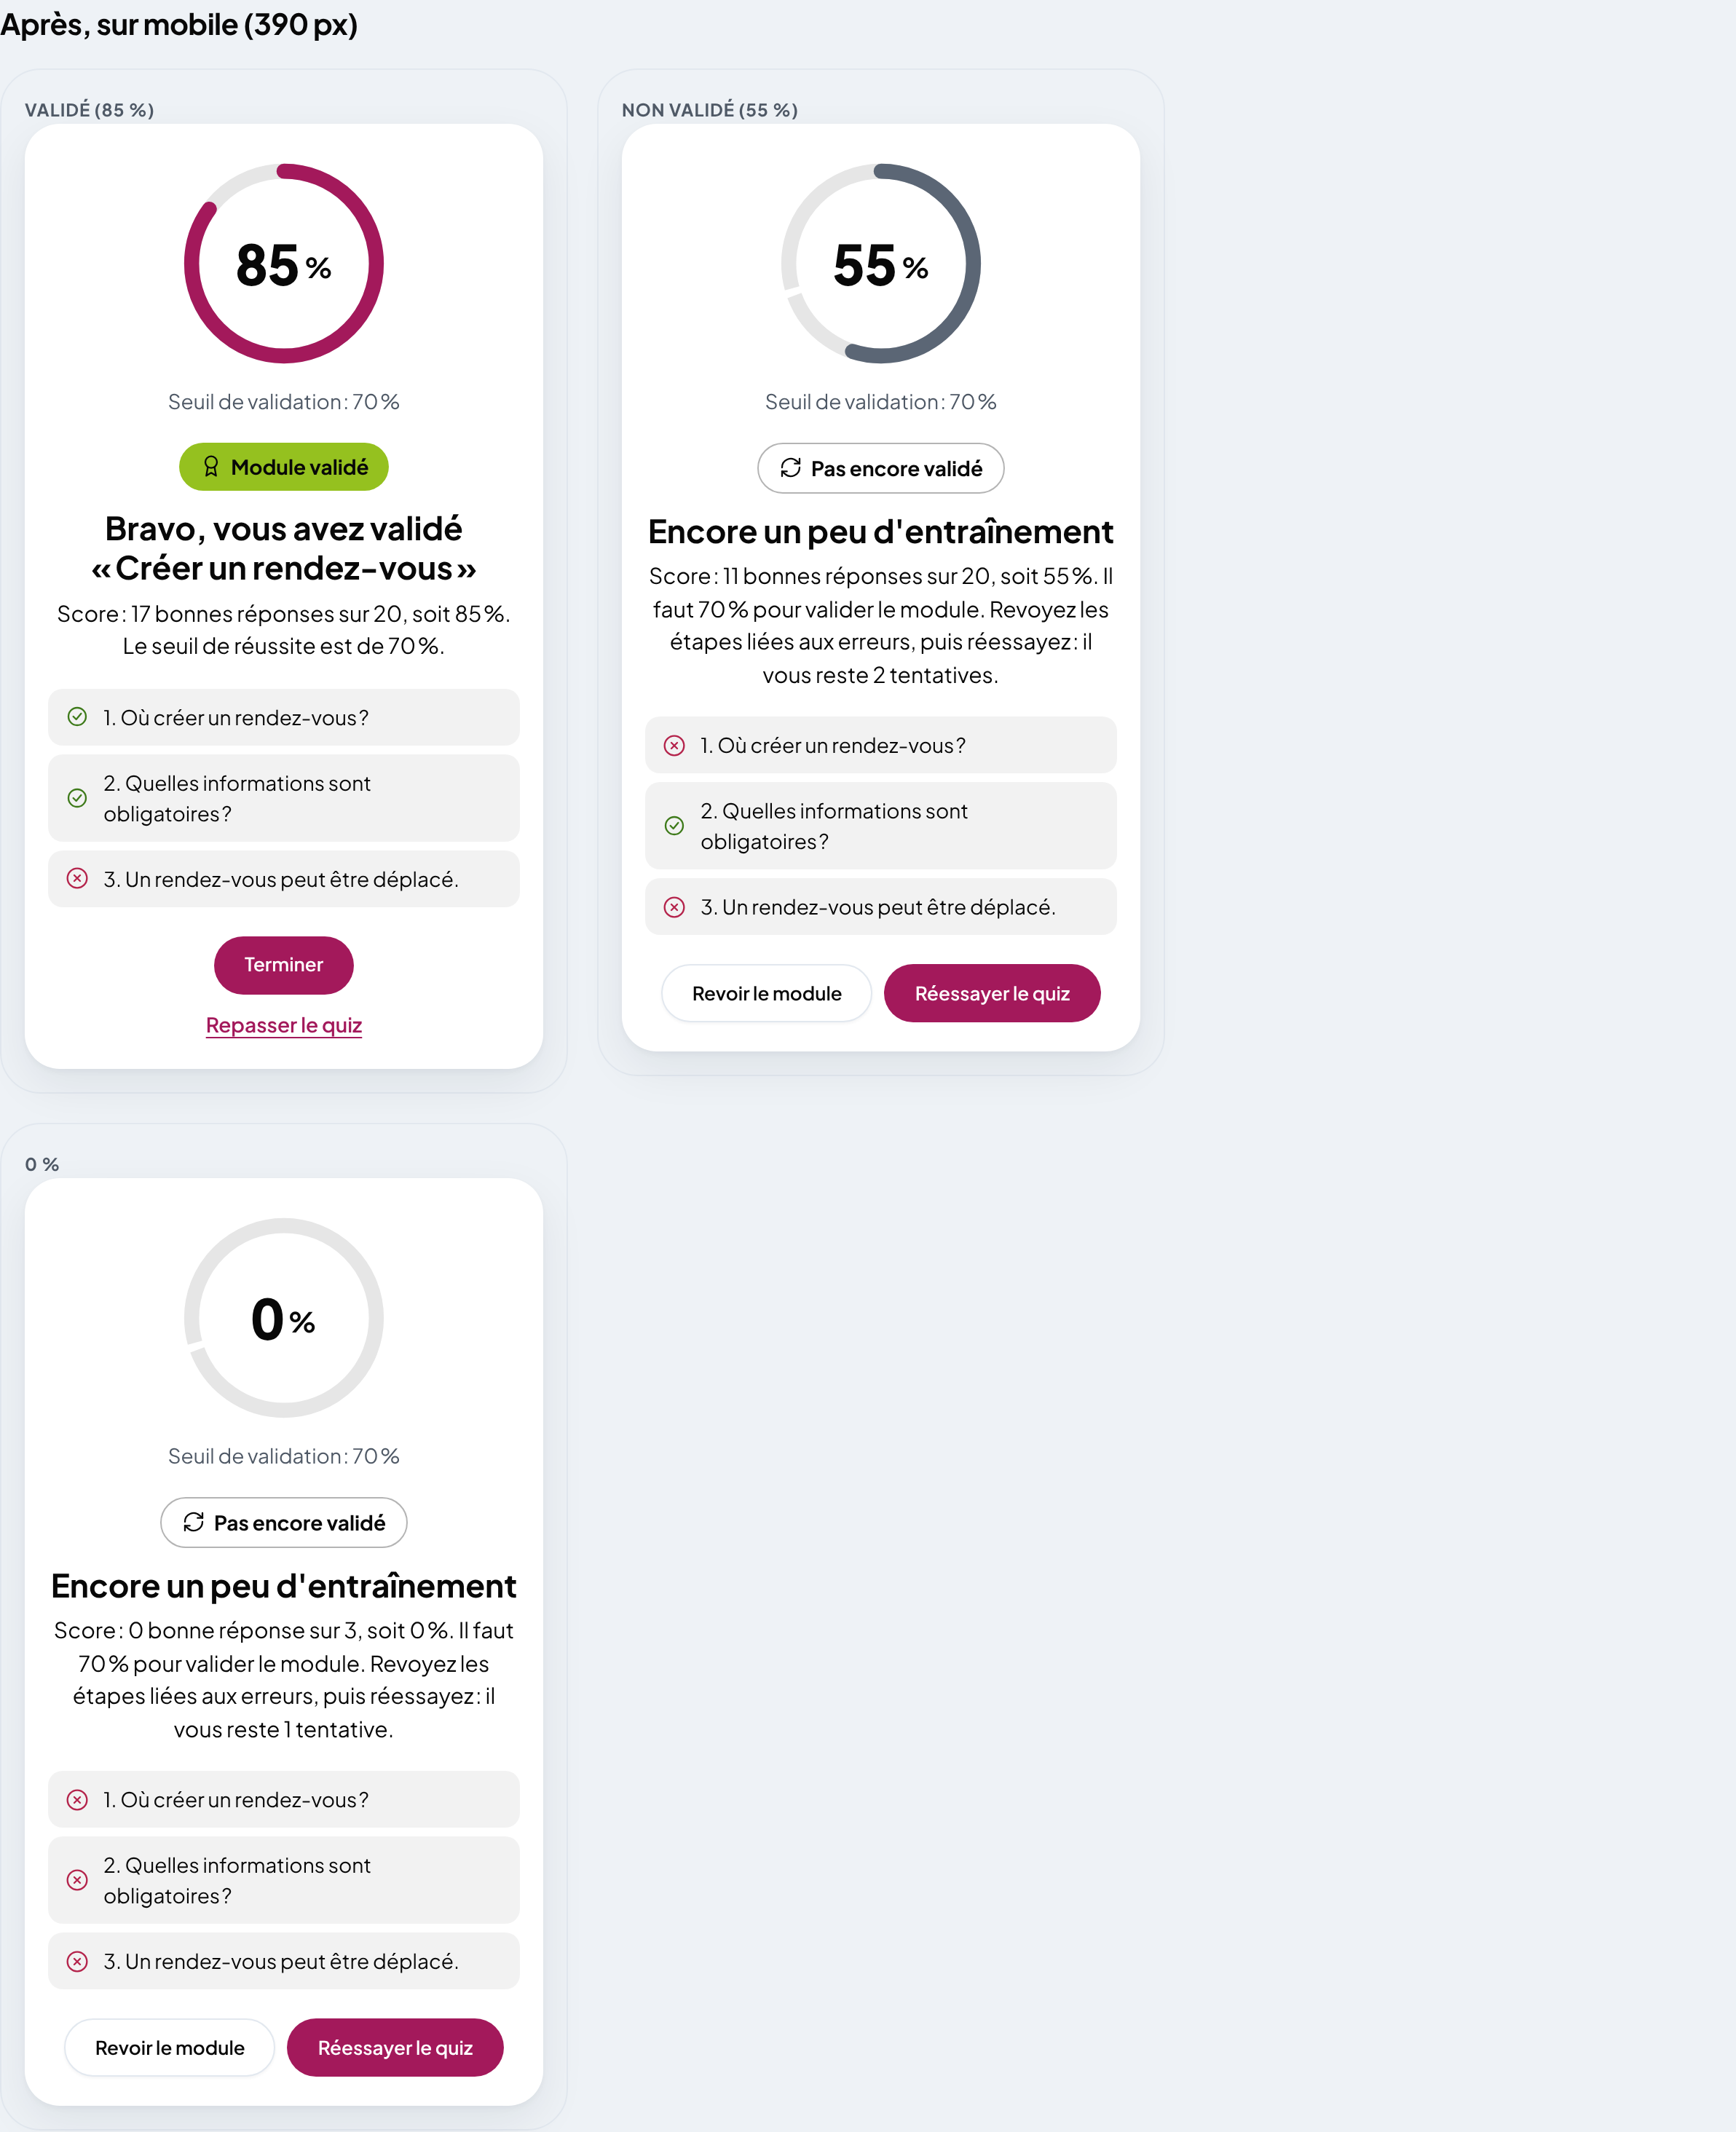 Après, sur mobile (390 px)
VALIDÉ (85 %)
85 %
Seuil de validation : 70 %
Module validé
Bravo, vous avez validé
« Créer un rendez-vous »
Score : 17 bonnes réponses sur 20, soit 85 %.
Le seuil de réussite est de 70 %.
1. Où créer un rendez-vous ?
2. Quelles informations sont
obligatoires ?
3. Un rendez-vous peut être déplacé.
Terminer
Repasser le quiz
NON VALIDÉ (55 %)
55 %
Seuil de validation : 70 %
Pas encore validé
Encore un peu d'entraînement
Score : 11 bonnes réponses sur 20, soit 55 %. Il
faut 70 % pour valider le module. Revoyez les
étapes liées aux erreurs, puis réessayez : il
vous reste 2 tentatives.
1. Où créer un rendez-vous ?
2. Quelles informations sont
obligatoires ?
3. Un rendez-vous peut être déplacé.
Revoir le module
Réessayer le quiz
0 %
0 %
Seuil de validation : 70 %
Pas encore validé
Encore un peu d'entraînement
Score : 0 bonne réponse sur 3, soit 0 %. Il faut
70 % pour valider le module. Revoyez les
étapes liées aux erreurs, puis réessayez : il
vous reste 1 tentative.
1. Où créer un rendez-vous ?
2. Quelles informations sont
obligatoires ?
3. Un rendez-vous peut être déplacé.
Revoir le module
Réessayer le quiz